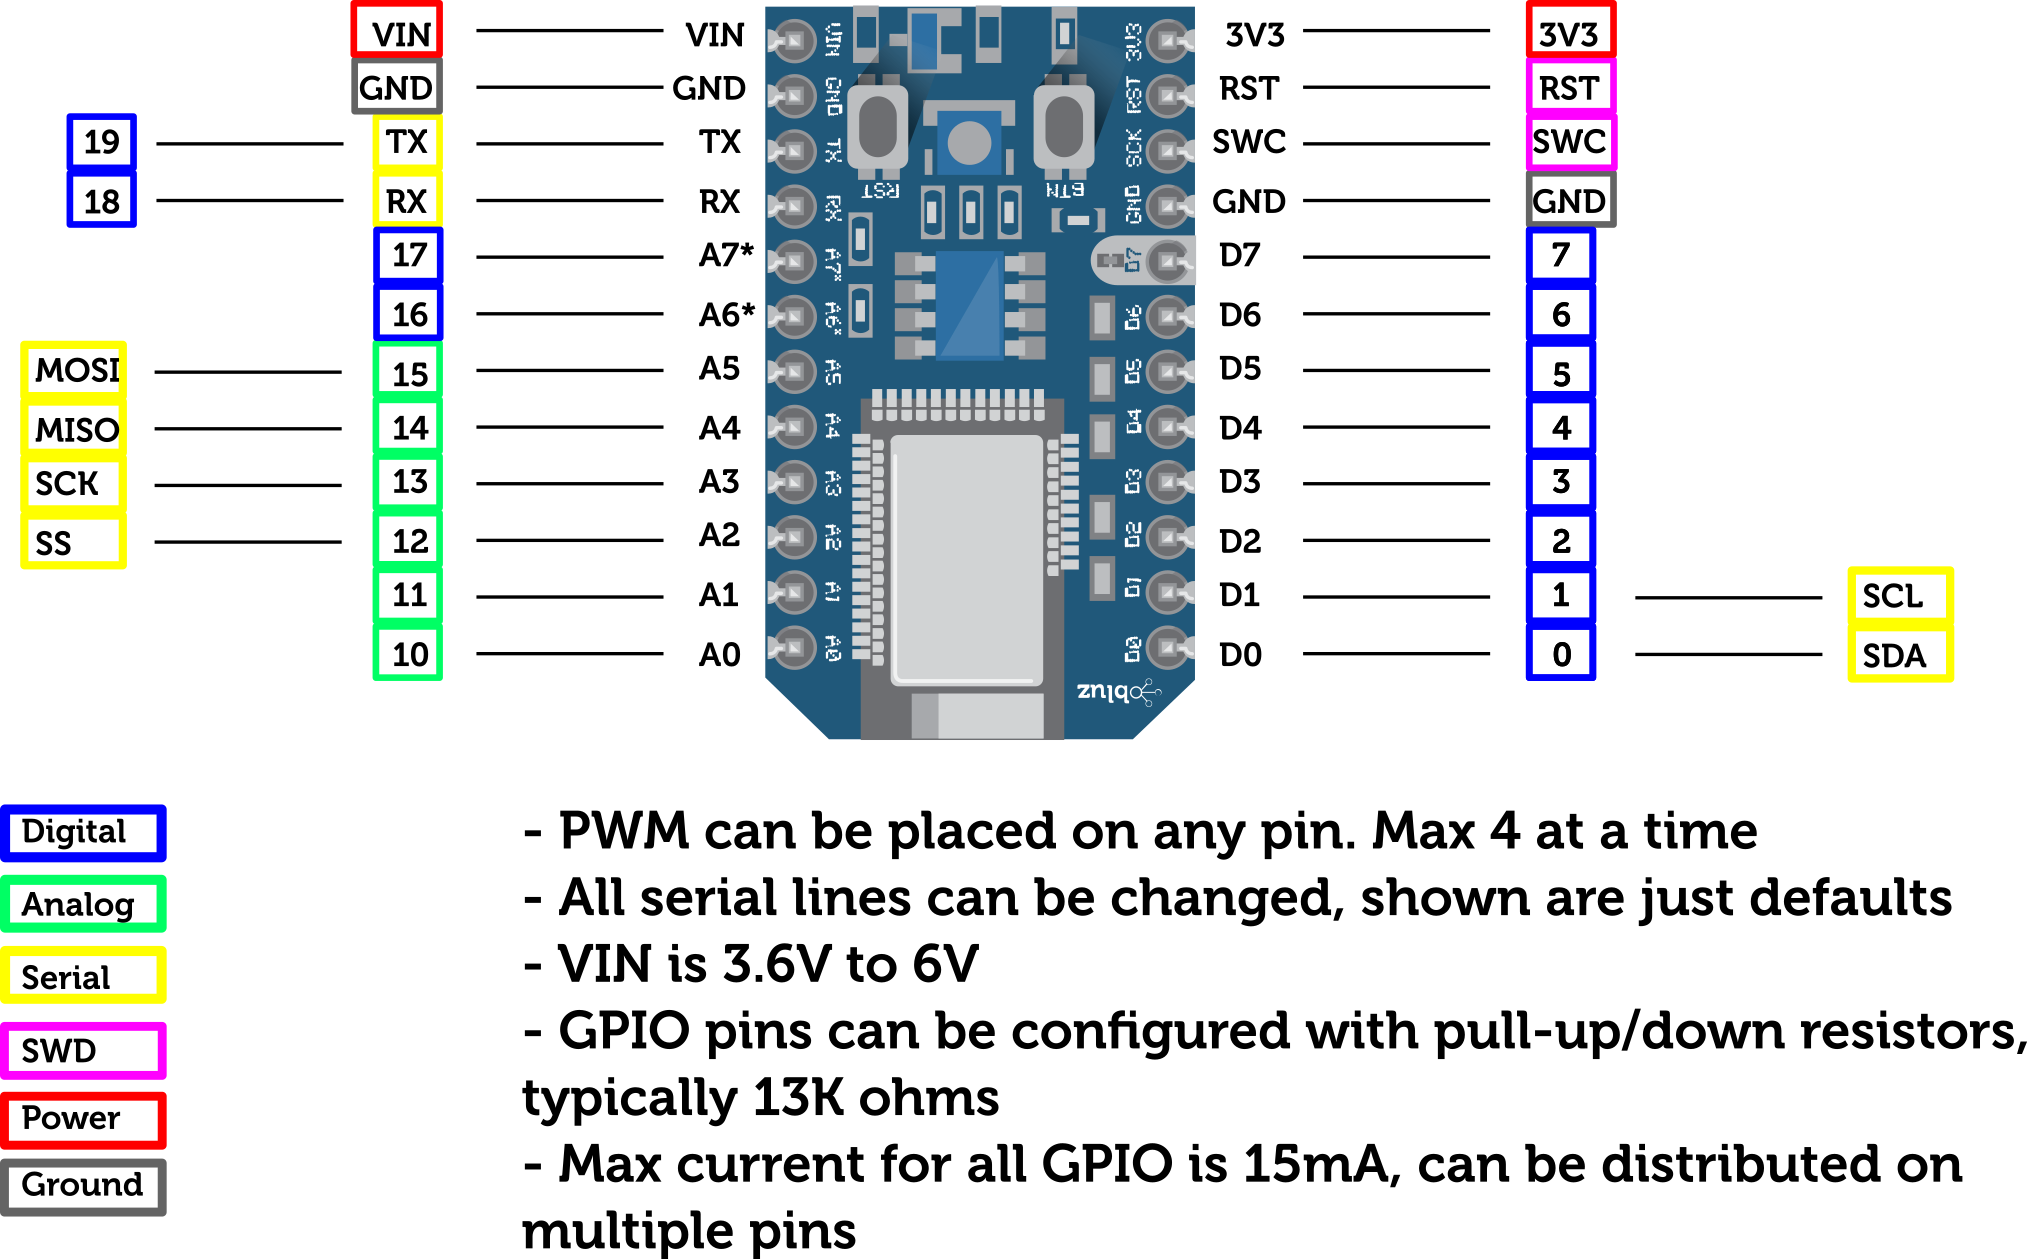 VIN VIN VIN 3V3 3V3 3V3
GND GND GND RST RST RST
19 TX TX TX SCK SWC SWC
18 RX RX RX GND GND GND
RST BTN
17 A7* A7* D7 D7 7
16 A6* A6* D6 D6 6
MOSI 15 A5 A5 D5 D5 5
MISO 14 A4 A4 D4 D4 4
SCK 13 A3 A3 D3 D3 3
SS 12 A2 A2 D2 D2 2
11 A1 A1 D1 D1 1 SCL
10 A0 A0 D0 D0 0 SDA
bluz
Digital
Analog
Serial
SWD
Power
Ground
- PWM can be placed on any pin. Max 4 at a time
- All serial lines can be changed, shown are just defaults
- VIN is 3.6V to 6V
- GPIO pins can be configured with pull-up/down resistors,
typically 13K ohms
- Max current for all GPIO is 15mA, can be distributed on
multiple pins